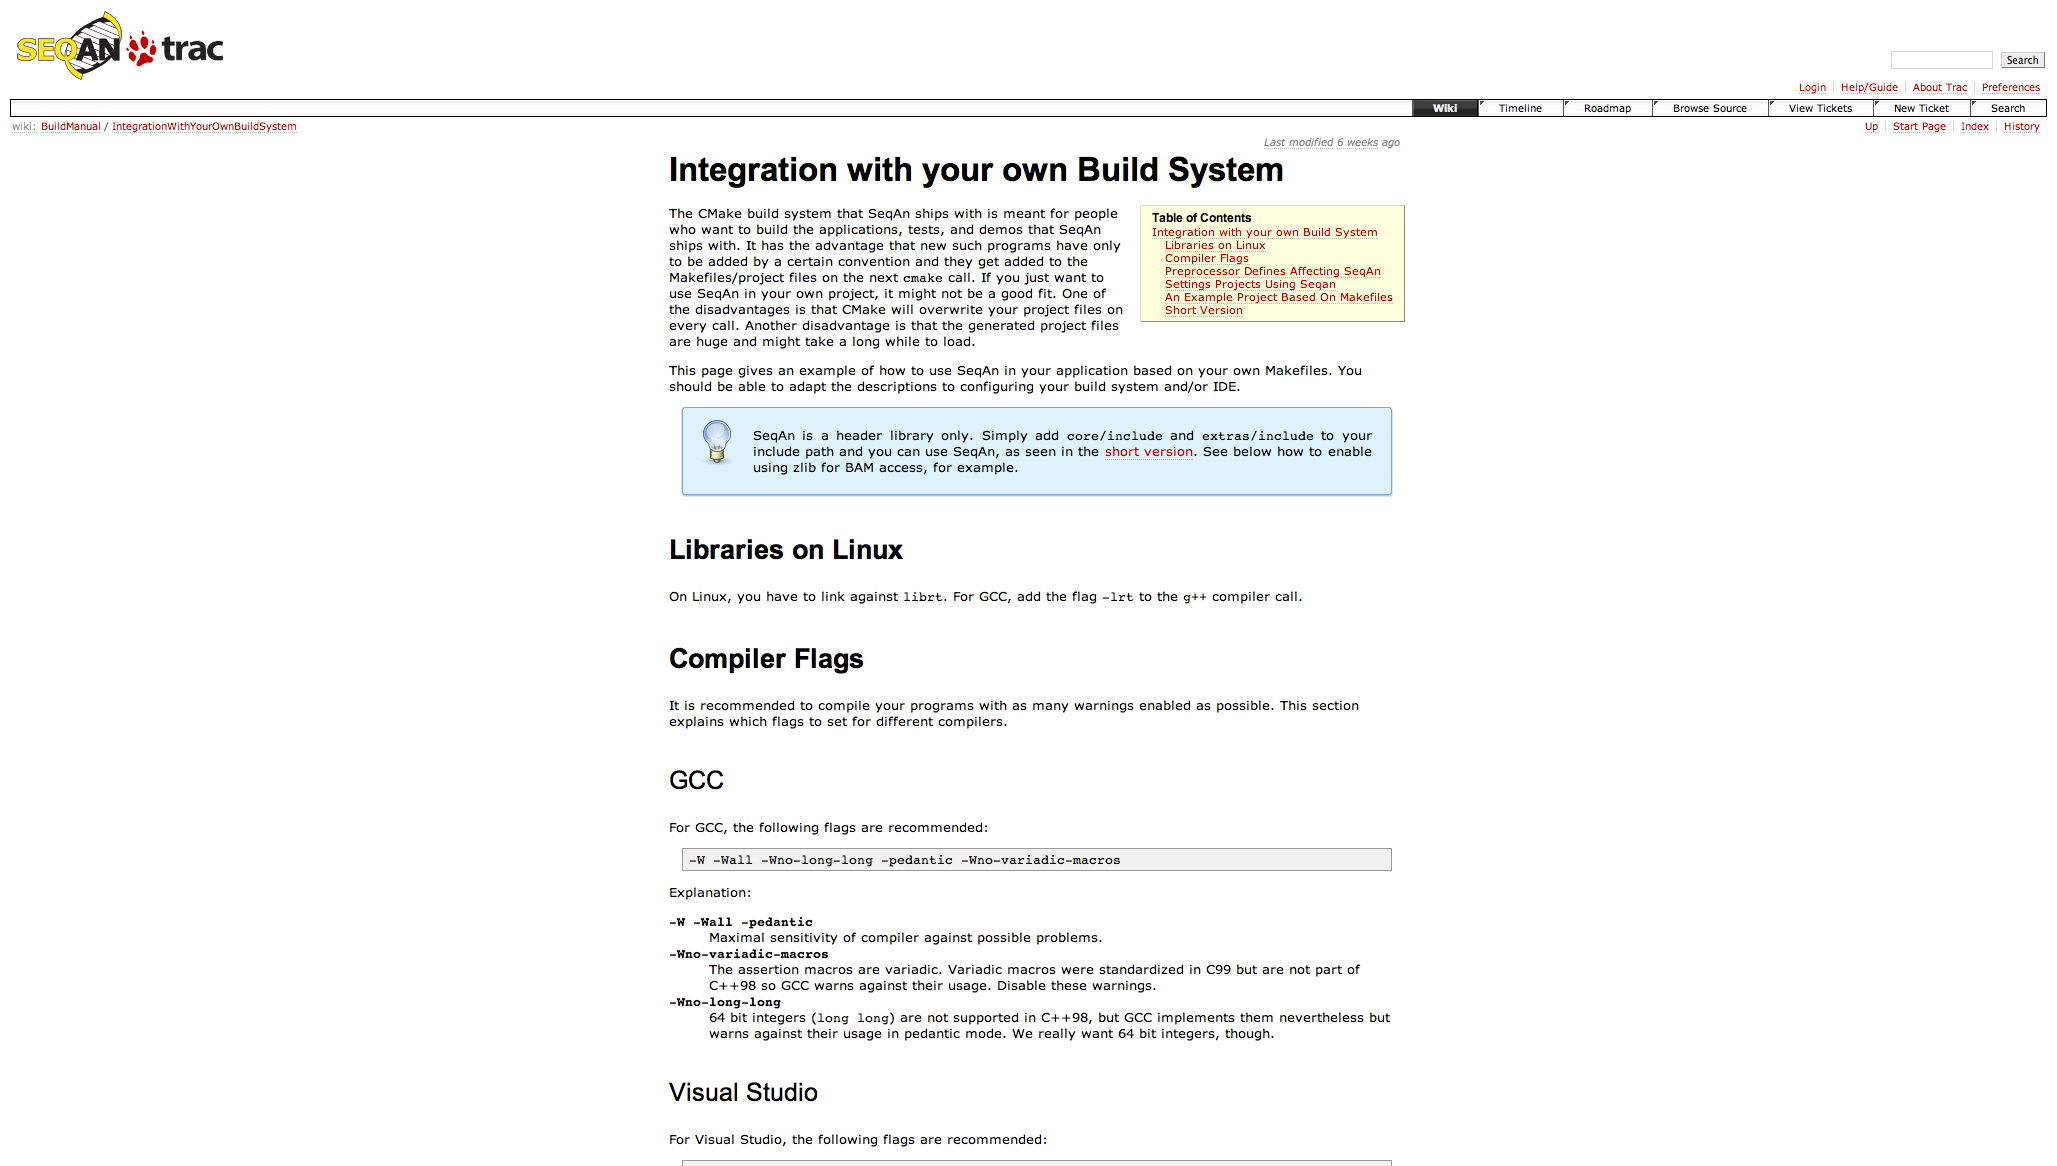 SEQAN trac
Search
Login Help/Guide About Trac Preferences
Wiki Timeline Roadmap Browse Source View Tickets New Ticket Search
wiki: BuildManual / IntegrationWithYourOwnBuildSystem
Up Start Page Index History
Last modified 6 weeks ago
Integration with your own Build System
The CMake build system that SeqAn ships with is meant for people
who want to build the applications, tests, and demos that SeqAn
ships with. It has the advantage that new such programs have only
to be added by a certain convention and they get added to the
Makefiles/project files on the next cmake call. If you just want to
use SeqAn in your own project, it might not be a good fit. One of
the disadvantages is that CMake will overwrite your project files on
every call. Another disadvantage is that the generated project files
are huge and might take a long while to load.
Table of Contents
Integration with your own Build System
Libraries on Linux
Compiler Flags
Preprocessor Defines Affecting SeqAn
Settings Projects Using Seqan
An Example Project Based On Makefiles
Short Version
This page gives an example of how to use SeqAn in your application based on your own Makefiles. You
should be able to adapt the descriptions to configuring your build system and/or IDE.
SeqAn is a header library only. Simply add core/include and extras/include to your
include path and you can use SeqAn, as seen in the short version. See below how to enable
using zlib for BAM access, for example.
Libraries on Linux
On Linux, you have to link against librt. For GCC, add the flag -lrt to the g++ compiler call.
Compiler Flags
It is recommended to compile your programs with as many warnings enabled as possible. This section
explains which flags to set for different compilers.
GCC
For GCC, the following flags are recommended:
-W -Wall -Wno-long-long -pedantic -Wno-variadic-macros
Explanation:
-W -Wall -pedantic
Maximal sensitivity of compiler against possible problems.
-Wno-variadic-macros
The assertion macros are variadic. Variadic macros were standardized in C99 but are not part of
C++98 so GCC warns against their usage. Disable these warnings.
-Wno-long-long
64 bit integers (long long) are not supported in C++98, but GCC implements them nevertheless but
warns against their usage in pedantic mode. We really want 64 bit integers, though.
Visual Studio
For Visual Studio, the following flags are recommended: